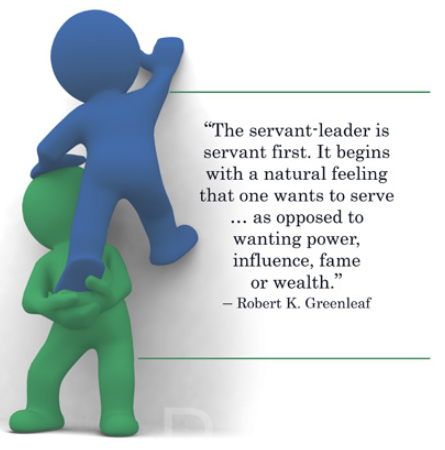 “The servant-leader is
servant first. It begins
with a natural feeling
that one wants to serve
... as opposed to
wanting power,
influence, fame
or wealth.”
– Robert K. Greenleaf